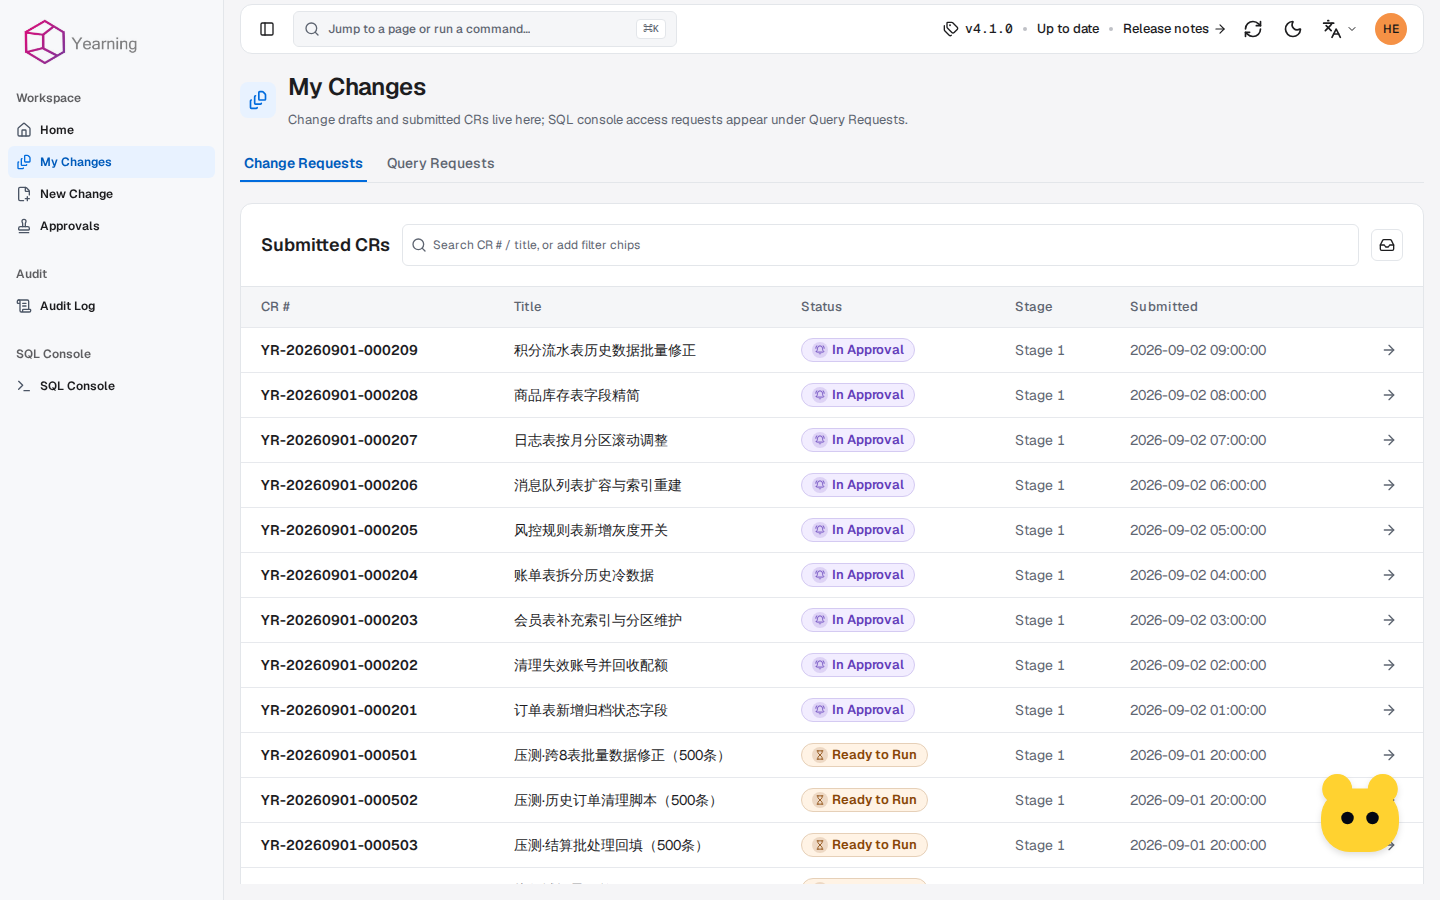 Yearning
Workspace
Home
My Changes
New Change
Approvals
Audit
Audit Log
SQL Console
SQL Console
Jump to a page or run a command...
⌘K
v4.1.0
Up to date
Release notes
HE
My Changes
Change drafts and submitted CRs live here; SQL console access requests appear under Query Requests.
Change Requests
Query Requests
Submitted CRs
Search CR # / title, or add filter chips
CR # Title Status Stage Submitted
YR-20260901-000209 积分流水表历史数据批量修正 In Approval Stage 1 2026-09-02 09:00:00
YR-20260901-000208 商品库存表字段精简 In Approval Stage 1 2026-09-02 08:00:00
YR-20260901-000207 日志表按月分区滚动调整 In Approval Stage 1 2026-09-02 07:00:00
YR-20260901-000206 消息队列表扩容与索引重建 In Approval Stage 1 2026-09-02 06:00:00
YR-20260901-000205 风控规则表新增灰度开关 In Approval Stage 1 2026-09-02 05:00:00
YR-20260901-000204 账单表拆分历史冷数据 In Approval Stage 1 2026-09-02 04:00:00
YR-20260901-000203 会员表补充索引与分区维护 In Approval Stage 1 2026-09-02 03:00:00
YR-20260901-000202 清理失效账号并回收配额 In Approval Stage 1 2026-09-02 02:00:00
YR-20260901-000201 订单表新增归档状态字段 In Approval Stage 1 2026-09-02 01:00:00
YR-20260901-000501 压测·跨8表批量数据修正（500条） Ready to Run Stage 1 2026-09-01 20:00:00
YR-20260901-000502 压测·历史订单清理脚本（500条） Ready to Run Stage 1 2026-09-01 20:00:00
YR-20260901-000503 压测·结算批处理回填（500条） Ready to Run Stage 1 2026-09-01 20:00:00